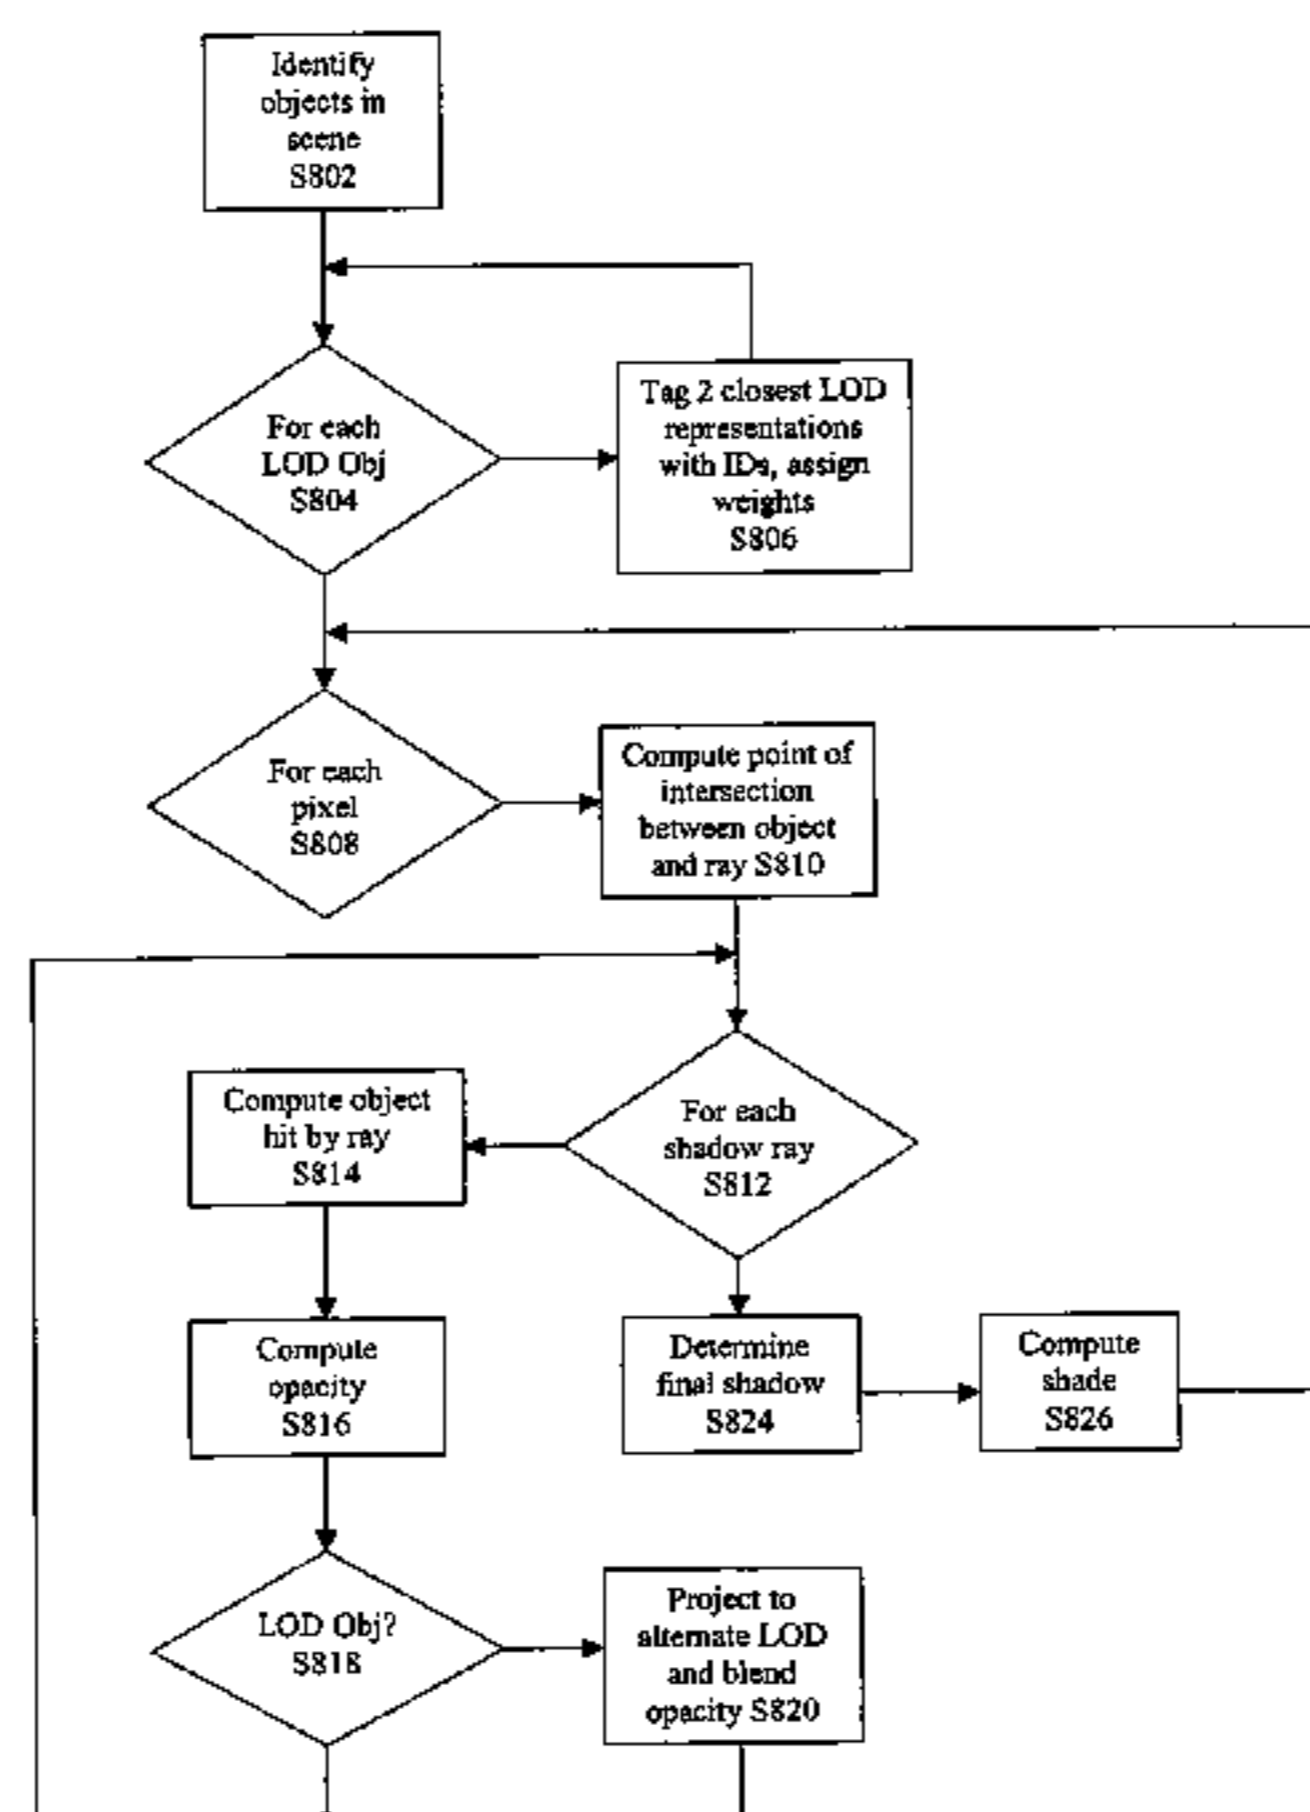 Identify
objects in
scene
S802
For each
LOD Obj
S804
Tag 2 closest LOD
representations
with IDs, assign
weights
S806
For each
pixel
S808
Compute point of
intersection
between object
and ray S810
For each
shadow ray
S812
Compute object
hit by ray
S814
Compute
opacity
S816
Determine
final shadow
S824
Compute
shade
S826
LOD Obj?
S818
Project to
alternate LOD
and blend
opacity S820